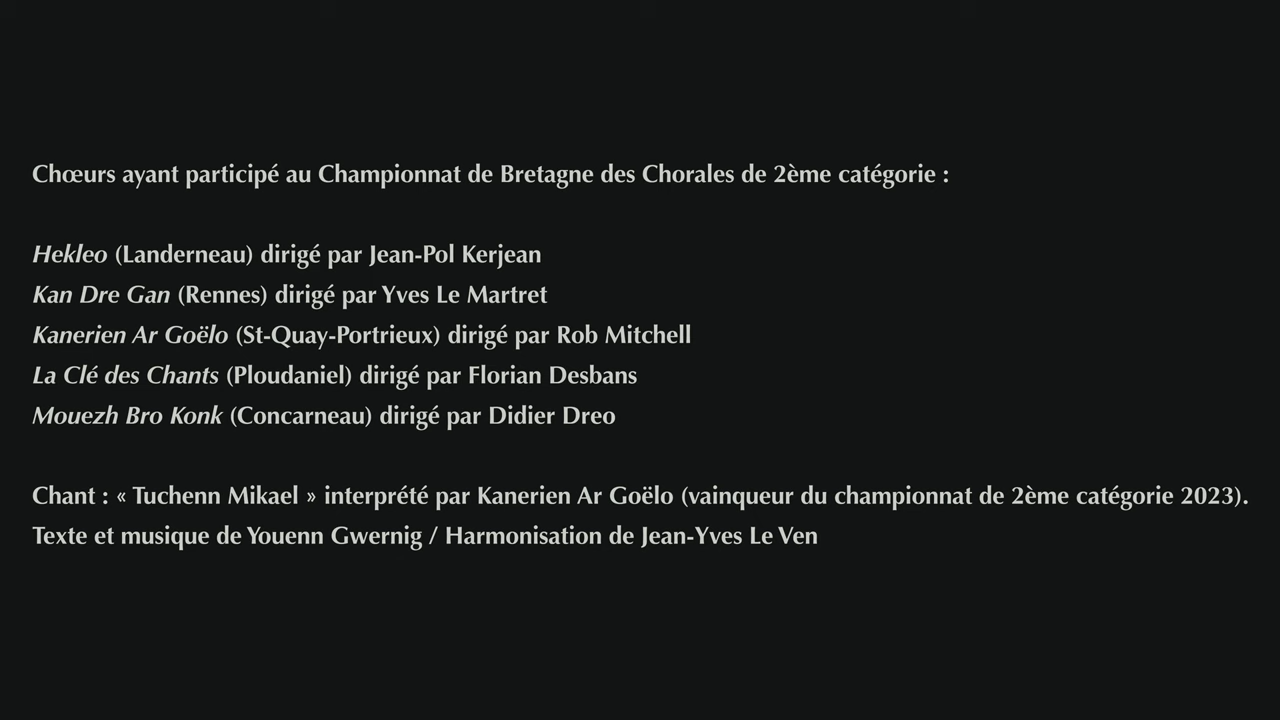 Chœurs ayant participé au Championnat de Bretagne des Chorales de 2ème catégorie :
Hekleo (Landerneau) dirigé par Jean-Pol Kerjean
Kan Dre Gan (Rennes) dirigé par Yves Le Martret
Kanerien Ar Goëlo (St-Quay-Portrieux) dirigé par Rob Mitchell
La Clé des Chants (Ploudaniel) dirigé par Florian Desbans
Mouezh Bro Konk (Concarneau) dirigé par Didier Dreo
Chant : « Tuchenn Mikael » interprété par Kanerien Ar Goëlo (vainqueur du championnat de 2ème catégorie 2023).
Texte et musique de Youenn Gwernig / Harmonisation de Jean-Yves Le Ven